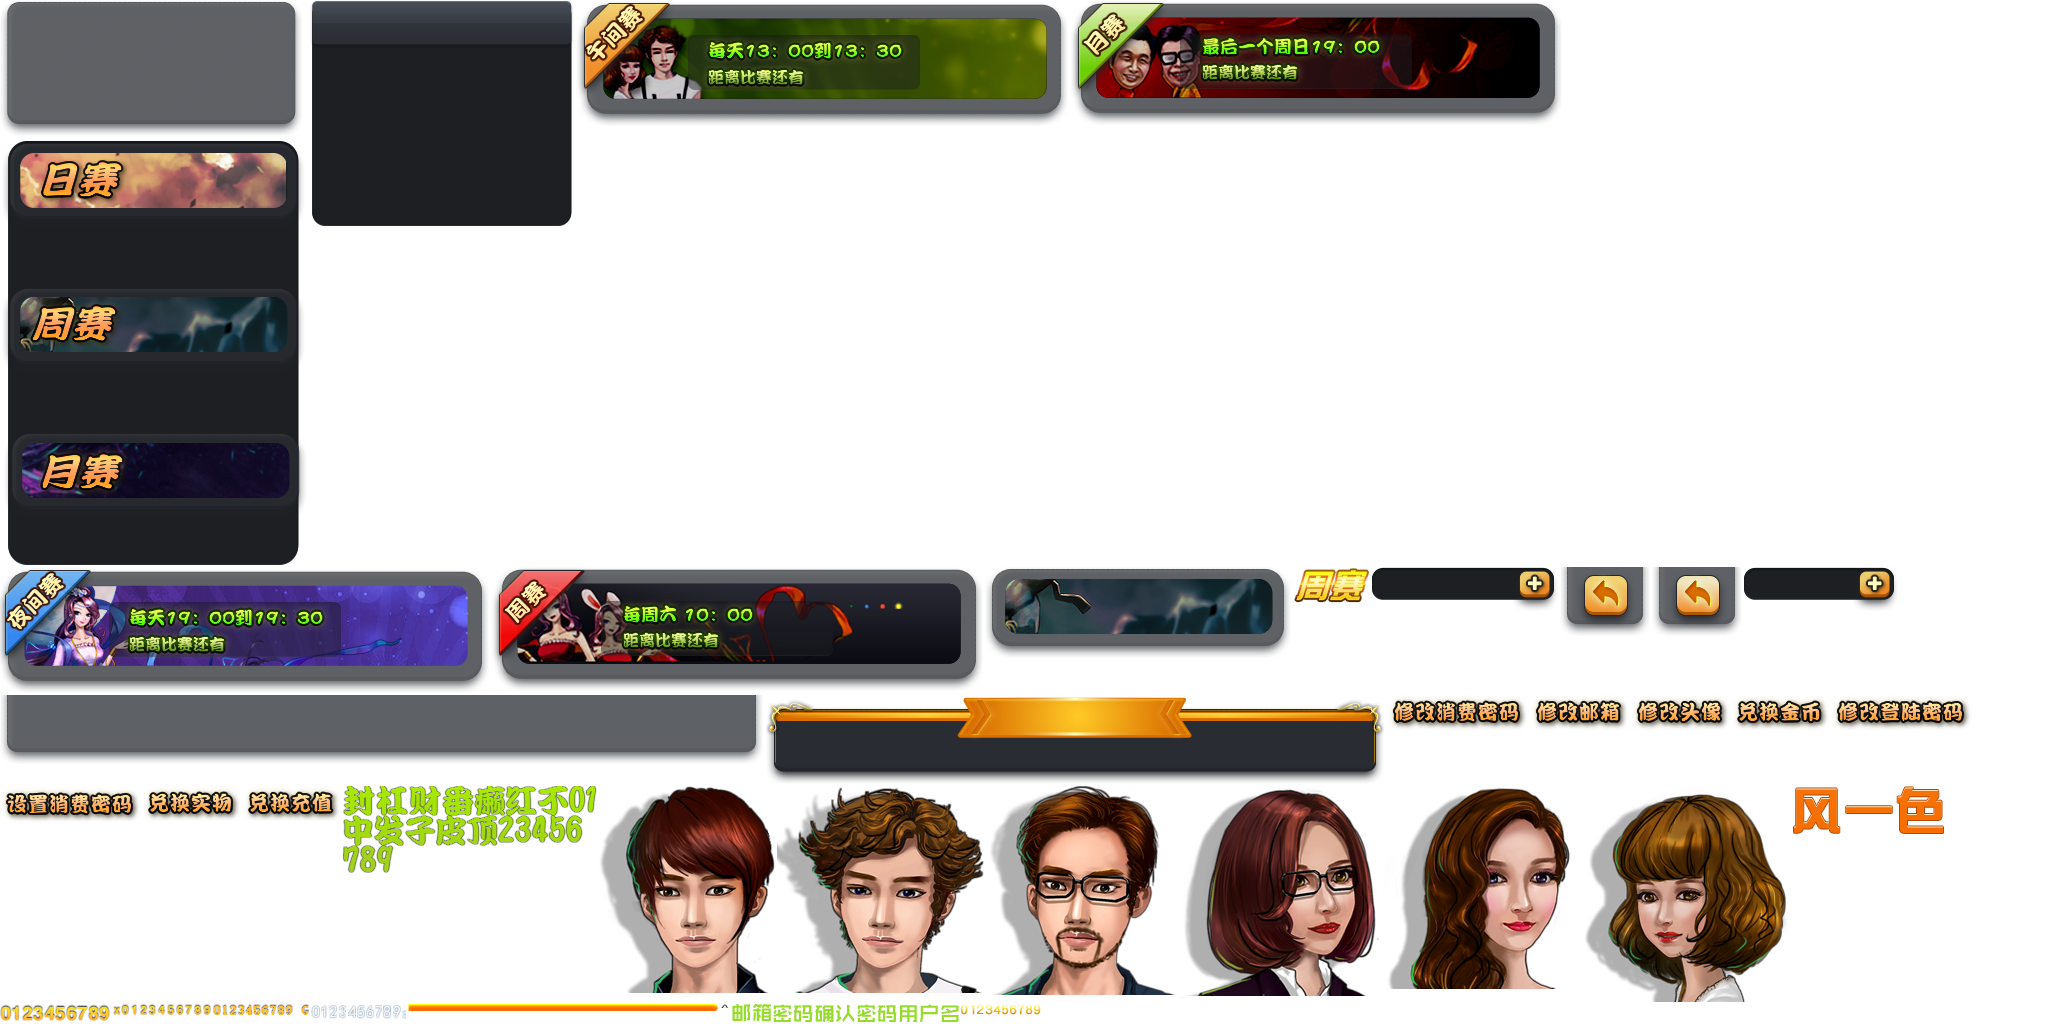 午间赛
每天13：00到13：30
距离比赛还有
月赛
最后一个周日19：00
距离比赛还有
日赛
周赛
月赛
夜间赛
每天19：00到19：30
距离比赛还有
周赛
每周六 10：00
距离比赛还有
周赛
修改消费密码
修改邮箱
修改头像
兑换金币
修改登陆密码
设置消费密码
兑换实物
兑换充值
封杠财番癞红不01
中发子皮顶23456
789
风一色
0123456789
x0123456789
0123456789
0123456789
^
邮箱密码确认密码用户名
0123456789